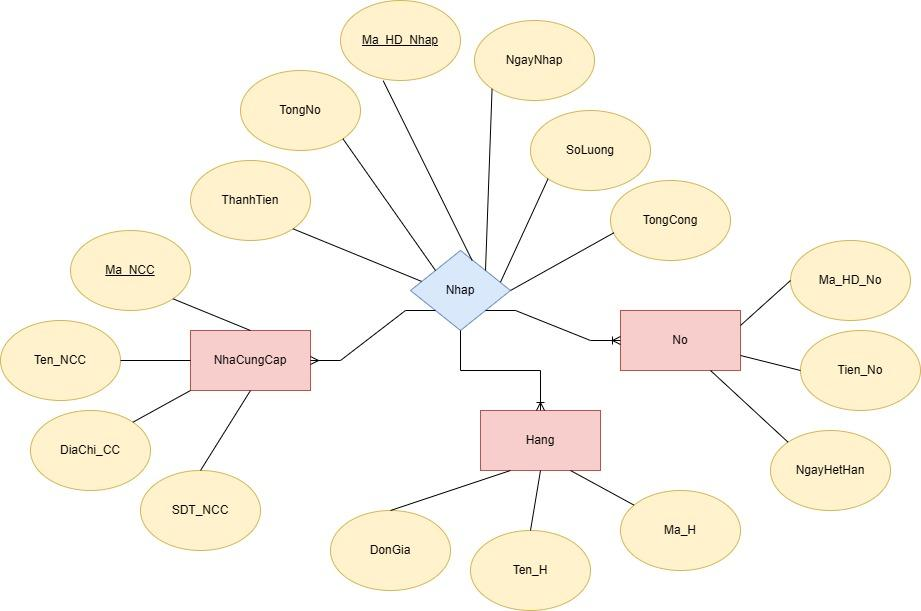 Ma_HD_Nhap
NgayNhap
TongNo
SoLuong
ThanhTien
TongCong
Ma_NCC
Ma_HD_No
Nhap
Ten_NCC
NhaCungCap
No
Tien_No
DiaChi_CC
Hang
NgayHetHan
SDT_NCC
DonGia
Ten_H
Ma_H